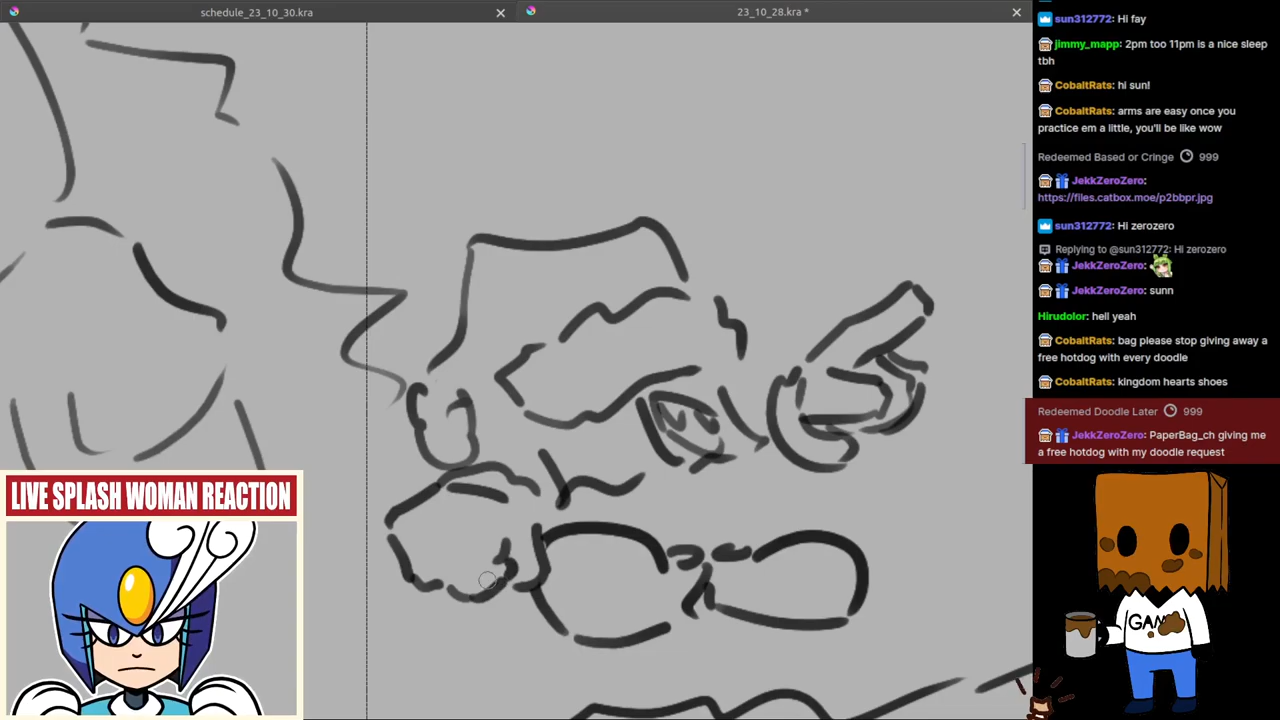 schedule_23_10_30.kra
23_10_28.kra *
sun312772: Hi fay
jimmy_mapp: 2pm too 11pm is a nice sleep
tbh
CobaltRats: hi sun!
CobaltRats: arms are easy once you
practice em a little, you'll be like wow
Redeemed Based or Cringe 999
JekkZeroZero:
https://files.catbox.moe/p2bbpr.jpg
sun312772: Hi zerozero
Replying to @sun312772: Hi zerozero
JekkZeroZero:
JekkZeroZero: sunn
Hirudolor: hell yeah
CobaltRats: bag please stop giving away a
free hotdog with every doodle
CobaltRats: kingdom hearts shoes
Redeemed Doodle Later 999
JekkZeroZero: PaperBag_ch giving me
a free hotdog with my doodle request
LIVE SPLASH WOMAN REACTION